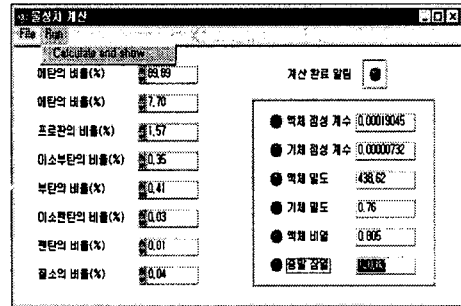 물성치 계산
File Run
Calculate and show
메탄의 비율(%) 89.89
에탄의 비율(%) 7.70
프로판의 비율(%) 1.57
이소부탄의 비율(%) 0.35
부탄의 비율(%) 0.41
이소펜탄의 비율(%) 0.03
펜탄의 비율(%) 0.01
질소의 비율(%) 0.04
계산 완료 알림
액체 점성 계수 0.00019045
기체 점성 계수 0.00000732
액체 밀도 438.62
기체 밀도 0.76
액체 비열 0.805
증발 잠열